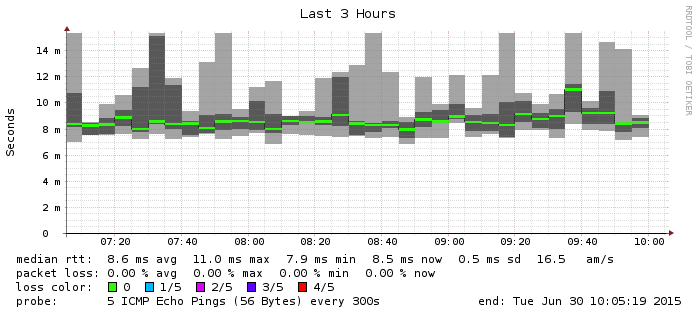 Last 3 Hours
RRDTOOL / TOBI OETIKER
Seconds
14 m
12 m
10 m
8 m
6 m
4 m
2 m
0
07:20 07:40 08:00 08:20 08:40 09:00 09:20 09:40 10:00
median rtt: 8.6 ms avg 11.0 ms max 7.9 ms min 8.5 ms now 0.5 ms sd 16.5 am/s
packet loss: 0.00 % avg 0.00 % max 0.00 % min 0.00 % now
loss color: 0 1/5 2/5 3/5 4/5
probe: 5 ICMP Echo Pings (56 Bytes) every 300s end: Tue Jun 30 10:05:19 2015